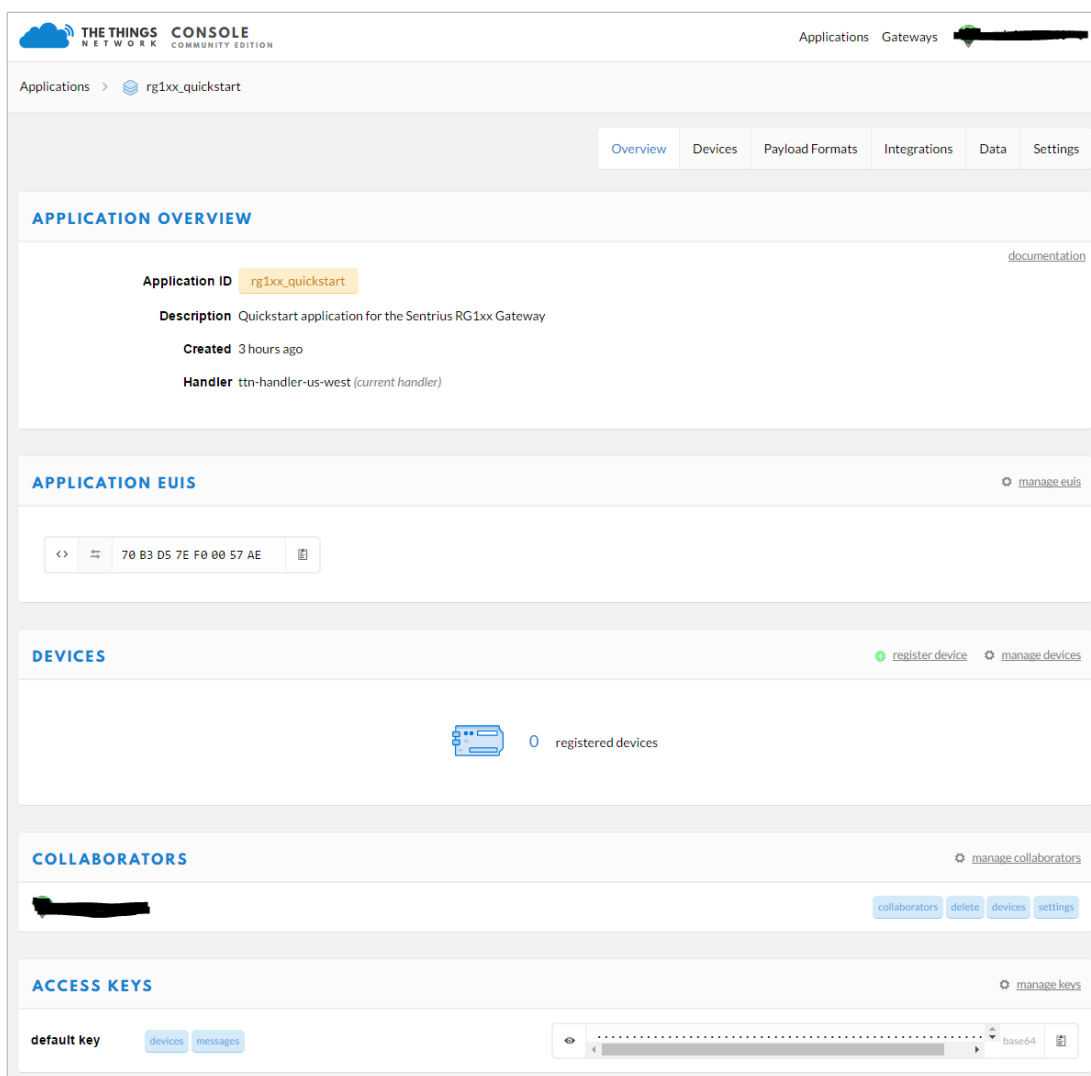 THE THINGS NETWORK CONSOLE COMMUNITY EDITION
Applications Gateways
Applications > rg1xx_quickstart
Overview Devices Payload Formats Integrations Data Settings
APPLICATION OVERVIEW
documentation
Application ID rg1xx_quickstart
Description Quickstart application for the Sentrius RG1xx Gateway
Created 3 hours ago
Handler ttn-handler-us-west (current handler)
APPLICATION EUIS
manage euis
<> 70 B3 D5 7E F0 00 57 AE
DEVICES
register device manage devices
0 registered devices
COLLABORATORS
manage collaborators
collaborators delete devices settings
ACCESS KEYS
manage keys
default key devices messages base64